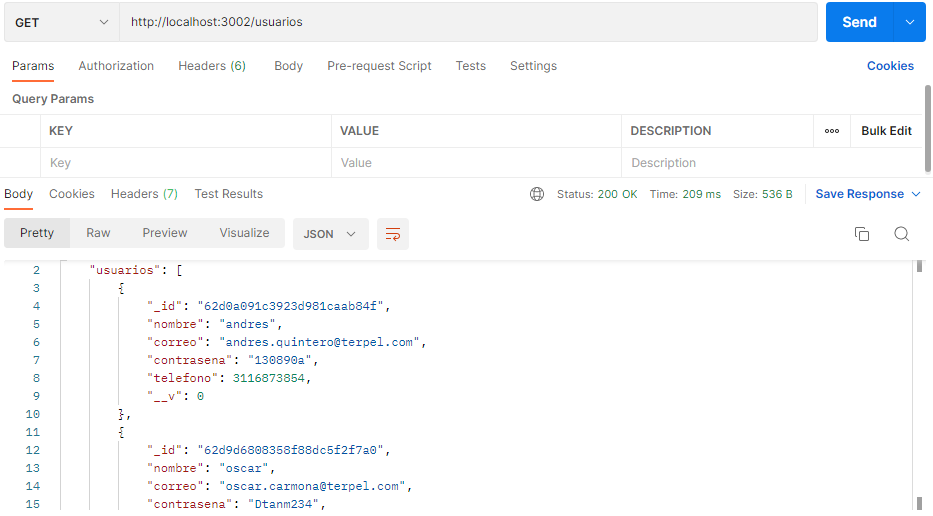 GET http://localhost:3002/usuarios Send
Params Authorization Headers (6) Body Pre-request Script Tests Settings Cookies
Query Params
KEY VALUE DESCRIPTION ooo Bulk Edit
Key Value Description
Body Cookies Headers (7) Test Results Status: 200 OK Time: 209 ms Size: 536 B Save Response
Pretty Raw Preview Visualize JSON
2 "usuarios": [
3 {
4 "_id": "62d0a091c3923d981caab84f",
5 "nombre": "andres",
6 "correo": "andres.quintero@terpel.com",
7 "contrasena": "130890a",
8 "telefono": 3116873854,
9 "__v": 0
10 },
11 {
12 "_id": "62d9d6808358f88dc5f2f7a0",
13 "nombre": "oscar",
14 "correo": "oscar.carmona@terpel.com",
15 "contrasena": "Dtanm234",